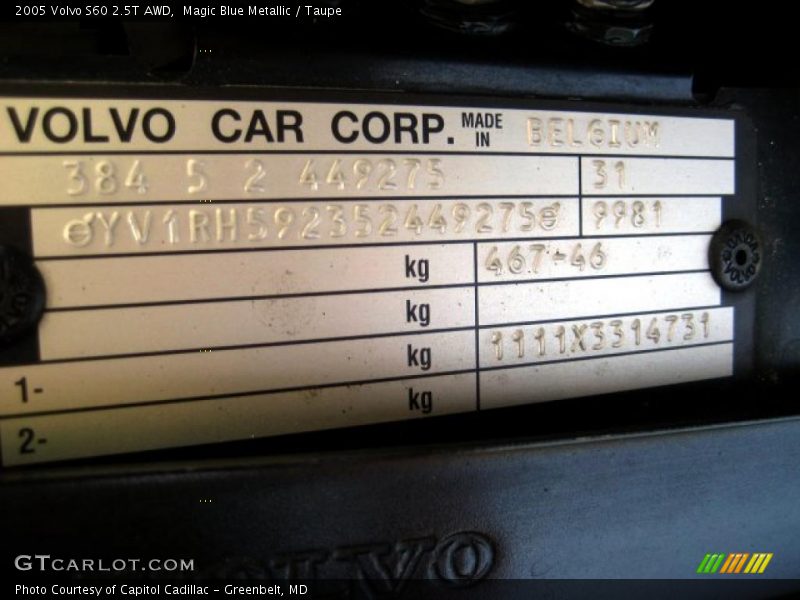 2005 Volvo S60 2.5T AWD,  Magic Blue Metallic / Taupe
VOLVO CAR CORP. MADE IN BELGIUM
384 5 2 449275 31
YV1RH592352449275 9981
kg 467-46
kg
1- kg 1111X3314731
2- kg
VOLVO
GTCARLOT.COM
Photo Courtesy of Capitol Cadillac - Greenbelt, MD